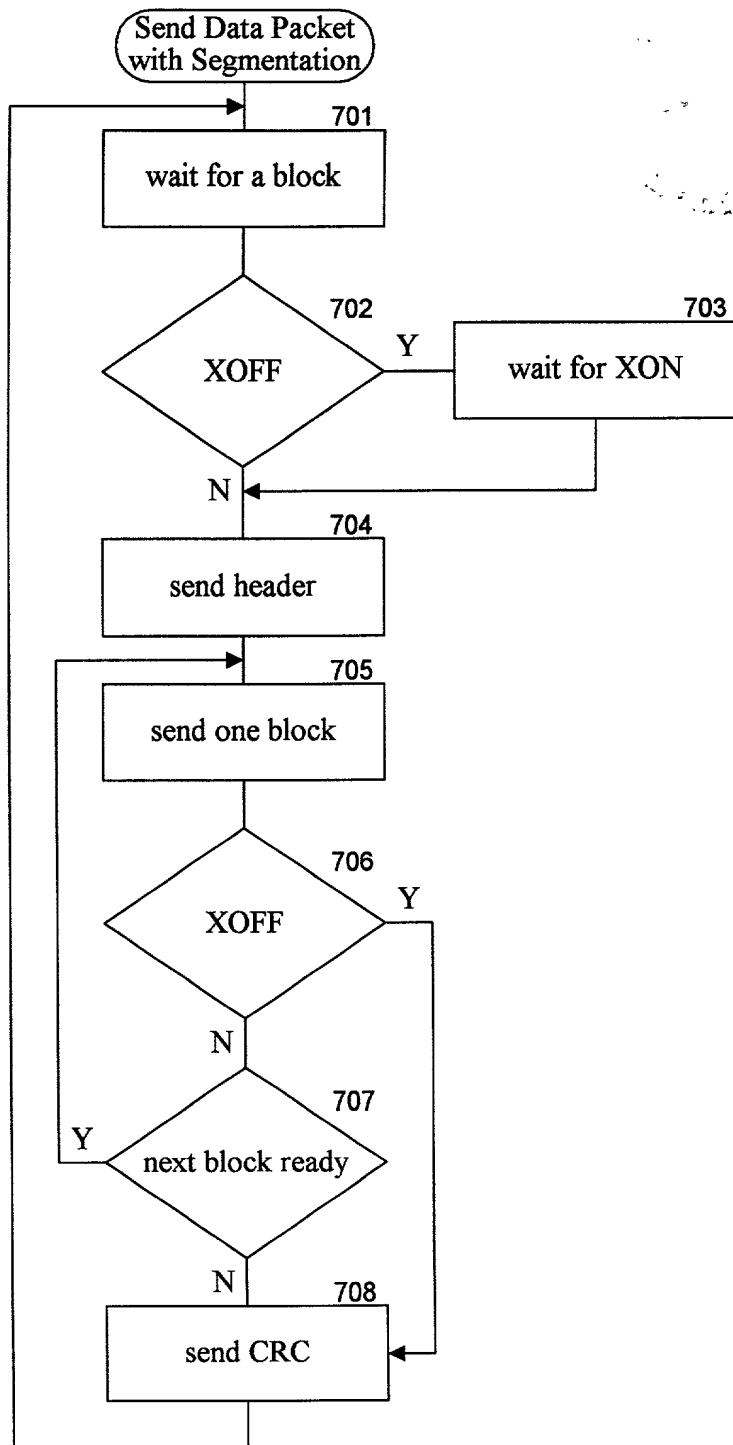 Send Data Packet
with Segmentation
701
wait for a block
702
XOFF
Y
703
wait for XON
N
704
send header
705
send one block
706
XOFF
Y
N
707
next block ready
Y
N
708
send CRC